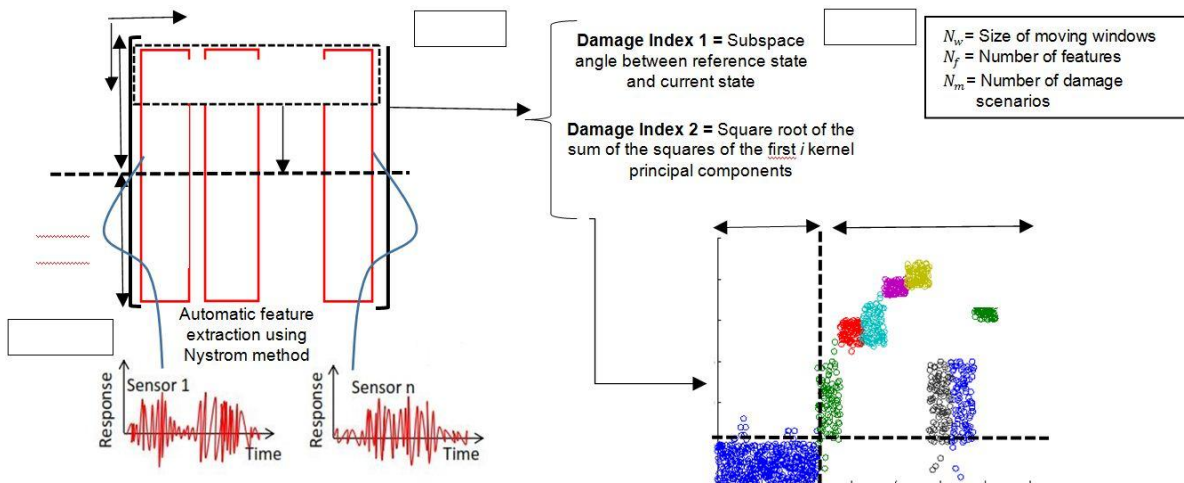 Damage Index 1 = Subspace
angle between reference state
and current state
Damage Index 2 = Square root of the
sum of the squares of the first i kernel
principal components
N_w = Size of moving windows
N_f = Number of features
N_m = Number of damage
scenarios
Automatic feature
extraction using
Nystrom method
Response
Sensor 1
Time
Response
Sensor n
Time